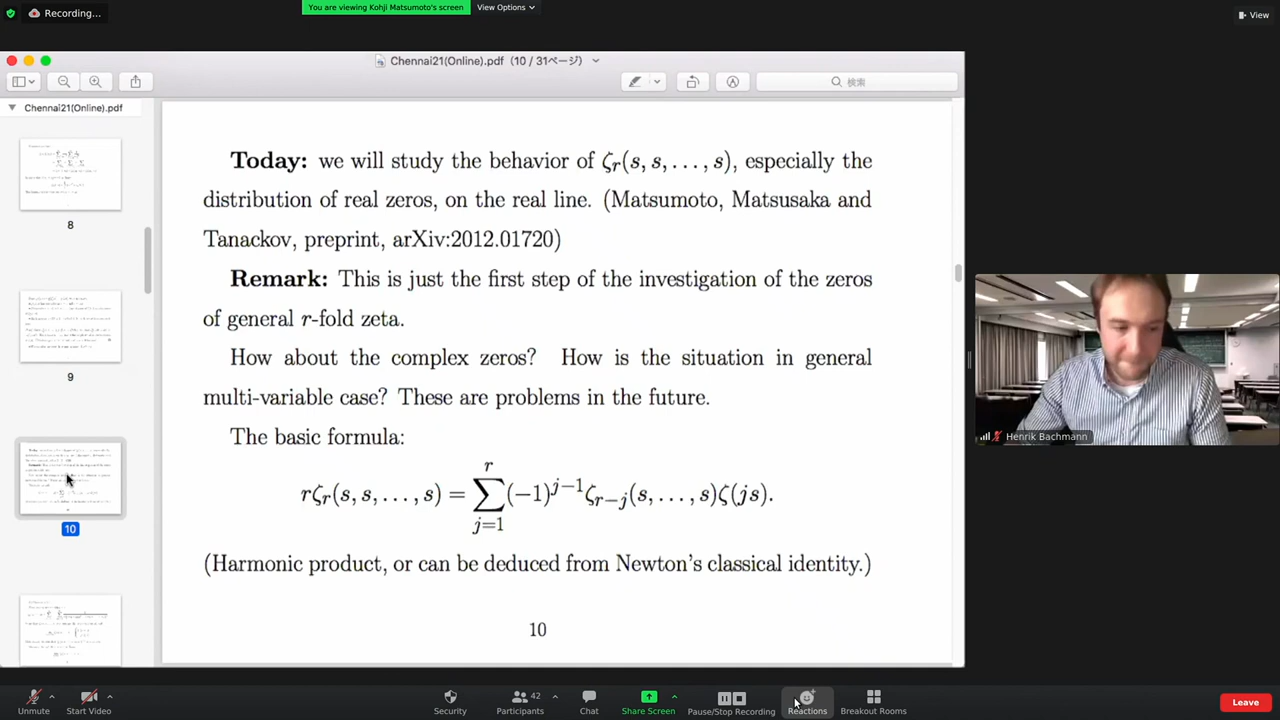 Recording...
You are viewing Kohji Matsumoto's screen
View Options
View
Chennai21(Online).pdf (10 / 31ページ)
検索
Chennai21(Online).pdf
8
9
10
Today: we will study the behavior of ζ_r(s, s, . . . , s), especially the
distribution of real zeros, on the real line. (Matsumoto, Matsusaka and
Tanackov, preprint, arXiv:2012.01720)
Remark: This is just the first step of the investigation of the zeros
of general r-fold zeta.
How about the complex zeros? How is the situation in general
multi-variable case? These are problems in the future.
The basic formula:
rζ_r(s, s, . . . , s) = ∑_{j=1}^{r} (−1)^{j−1} ζ_{r−j}(s, . . . , s)ζ(js).
(Harmonic product, or can be deduced from Newton's classical identity.)
10
Henrik Bachmann
Unmute
Start Video
Security
Participants
42
Chat
Share Screen
Pause/Stop Recording
Reactions
Breakout Rooms
Leave